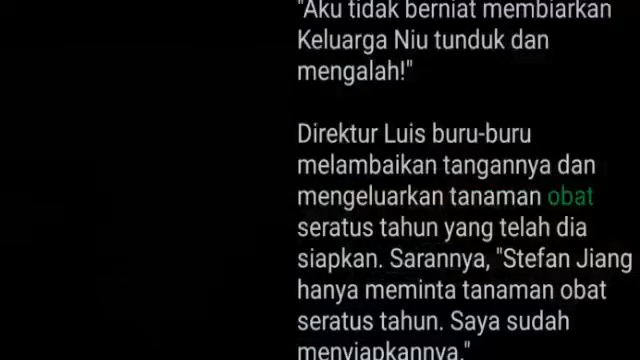 "Aku tidak berniat membiarkan
Keluarga Niu tunduk dan
mengalah!"
Direktur Luis buru-buru
melambaikan tangannya dan
mengeluarkan tanaman obat
seratus tahun yang telah dia
siapkan. Sarannya, "Stefan Jiang
hanya meminta tanaman obat
seratus tahun. Saya sudah
menyiapkannya."